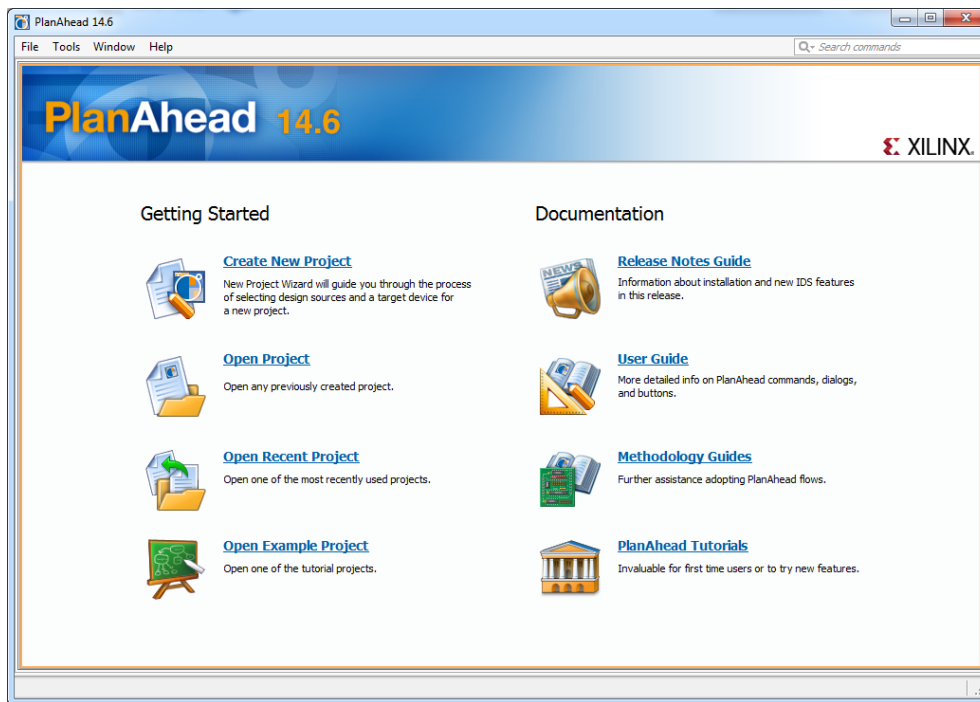 PlanAhead 14.6
File Tools Window Help
Search commands
PlanAhead 14.6
XILINX.
Getting Started
Create New Project
New Project Wizard will guide you through the process
of selecting design sources and a target device for
a new project.
Open Project
Open any previously created project.
Open Recent Project
Open one of the most recently used projects.
Open Example Project
Open one of the tutorial projects.
Documentation
NEWS
Release Notes Guide
Information about installation and new IDS features
in this release.
User Guide
More detailed info on PlanAhead commands, dialogs,
and buttons.
Methodology Guides
Further assistance adopting PlanAhead flows.
PlanAhead Tutorials
Invaluable for first time users or to try new features.